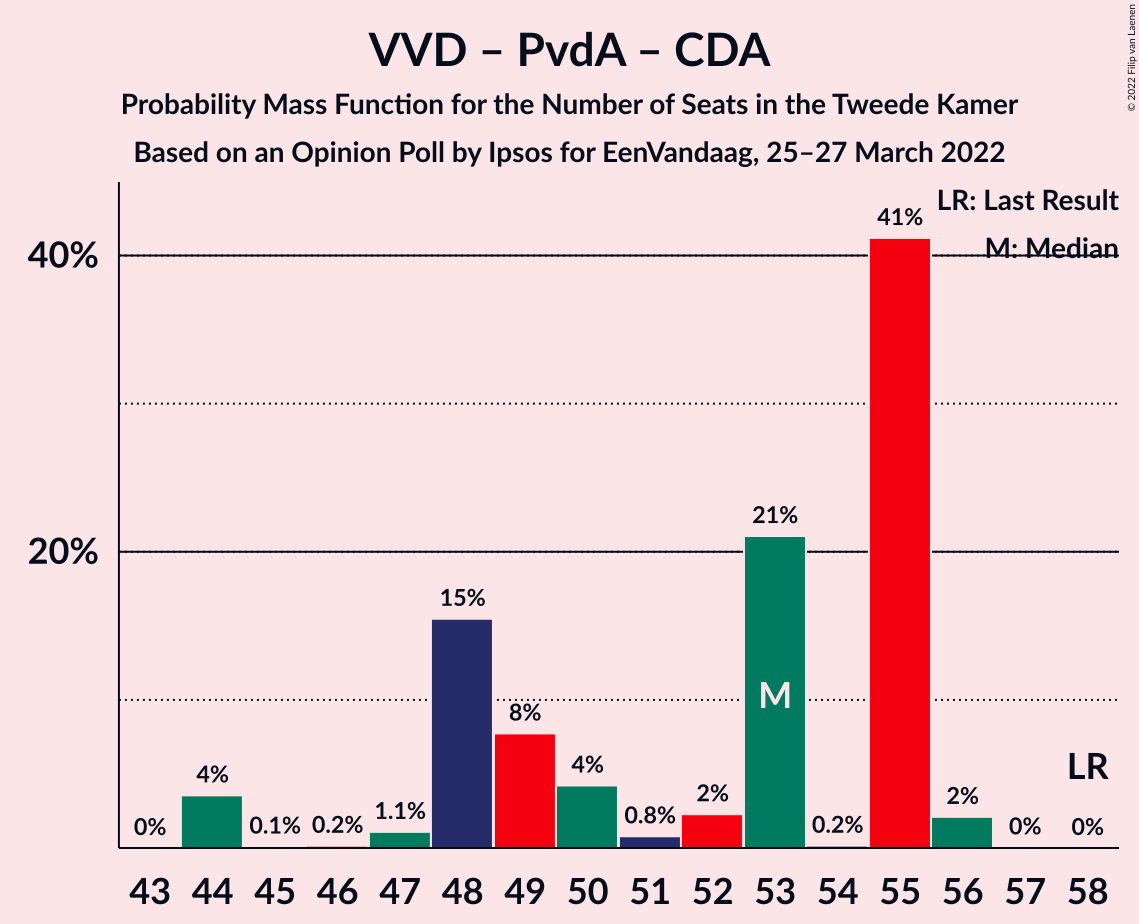 VVD – PvdA – CDA
Probability Mass Function for the Number of Seats in the Tweede Kamer
Based on an Opinion Poll by Ipsos for EenVandaag, 25–27 March 2022
© 2022 Filip van Laenen
LR: Last Result
M: Median
40%
20%
0%
4%
0.1%
0.2%
1.1%
15%
8%
4%
0.8%
2%
21%
M
0.2%
41%
2%
0%
LR
0%
43 44 45 46 47 48 49 50 51 52 53 54 55 56 57 58